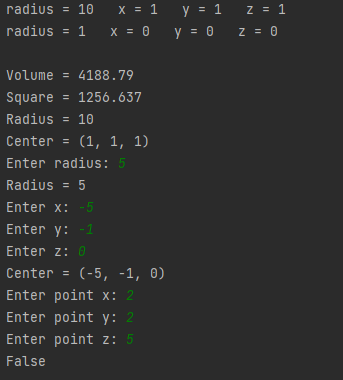 radius = 10   x = 1   y = 1   z = 1
radius = 1   x = 0   y = 0   z = 0
Volume = 4188.79
Square = 1256.637
Radius = 10
Center = (1, 1, 1)
Enter radius: 5
Radius = 5
Enter x: -5
Enter y: -1
Enter z: 0
Center = (-5, -1, 0)
Enter point x: 2
Enter point y: 2
Enter point z: 5
False